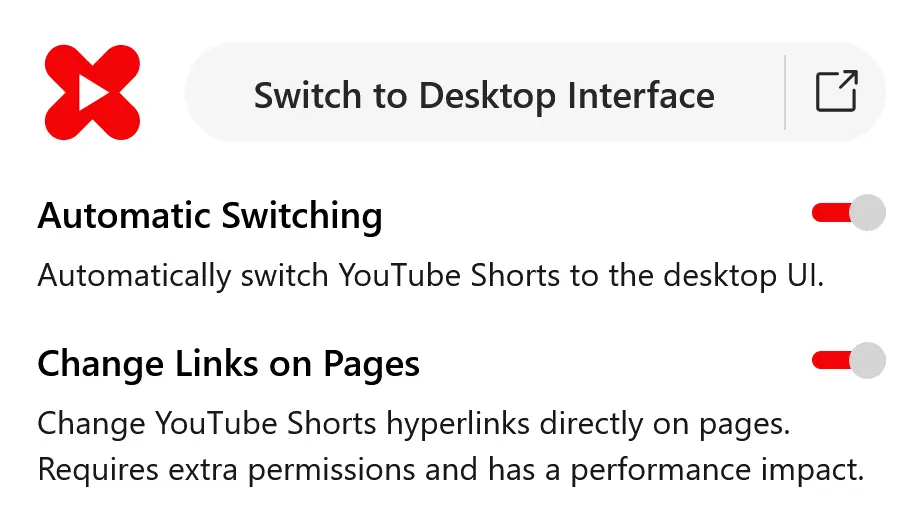 Switch to Desktop Interface
Automatic Switching
Automatically switch YouTube Shorts to the desktop UI.
Change Links on Pages
Change YouTube Shorts hyperlinks directly on pages.
Requires extra permissions and has a performance impact.